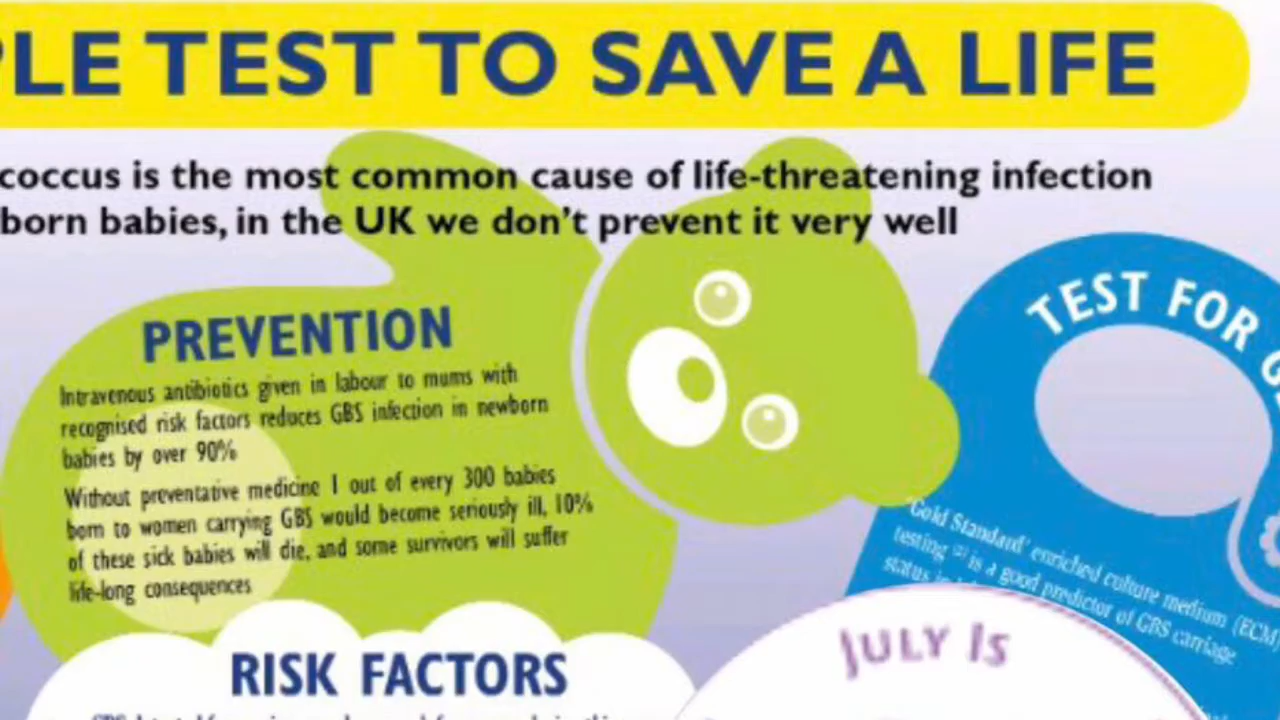 PLE TEST TO SAVE A LIFE
coccus is the most common cause of life-threatening infection
born babies, in the UK we don't prevent it very well
TEST FOR
PREVENTION
Intravenous antibiotics given in labour to mums with
recognised risk factors reduces GBS infection in newborn
babies by over 90%
Without preventative medicine 1 out of every 300 babies
born to women carrying GBS would become seriously ill, 10%
of these sick babies will die, and some survivors will suffer
life-long consequences
'Gold Standard' enriched culture medium (ECM)
testing is a good predictor of GBS carriage
status
RISK FACTORS
JULY IS